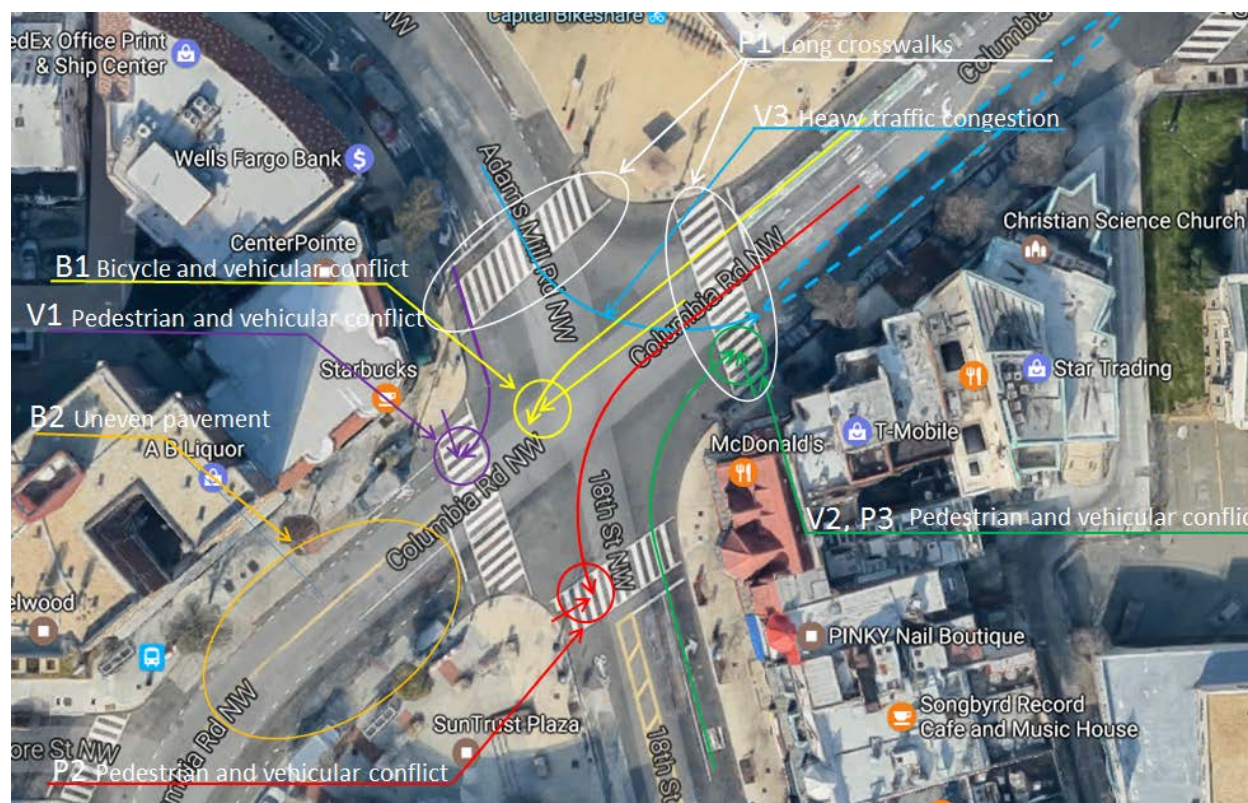 Capital Bikeshare
edEx Office Print
& Ship Center
P1 Long crosswalks
Columbia
V3 Heavy traffic congestion
Wells Fargo Bank
Adams Mill Rd NW
Christian Science Church
CenterPointe
B1 Bicycle and vehicular conflict
Columbia Rd NW
V1 Pedestrian and vehicular conflict
Starbucks
Star Trading
B2 Uneven pavement
A B Liquor
McDonald's
T-Mobile
Columbia Rd NW
18th St NW
V2, P3 Pedestrian and vehicular conflic
elwood
PINKY Nail Boutique
Songbyrd Record
Cafe and Music House
SunTrust Plaza
ore St NW
mbia Rd NW
18th St
P2 Pedestrian and vehicular conflict